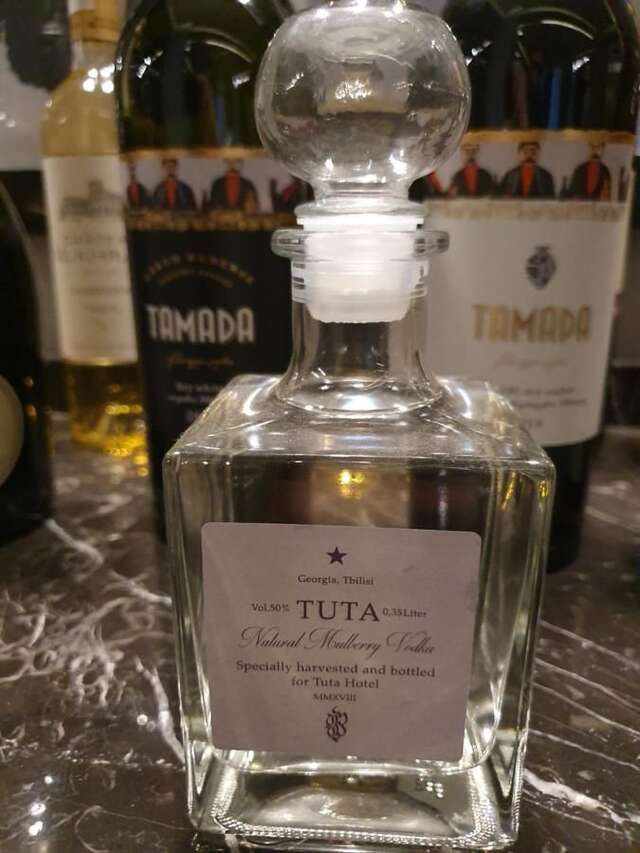 TAMADA
TAMADA
Georgia, Tbilisi
Vol.50% TUTA 0,35Liter
Natural Mulberry Vodka
Specially harvested and bottled
for Tuta Hotel
MMXVIII